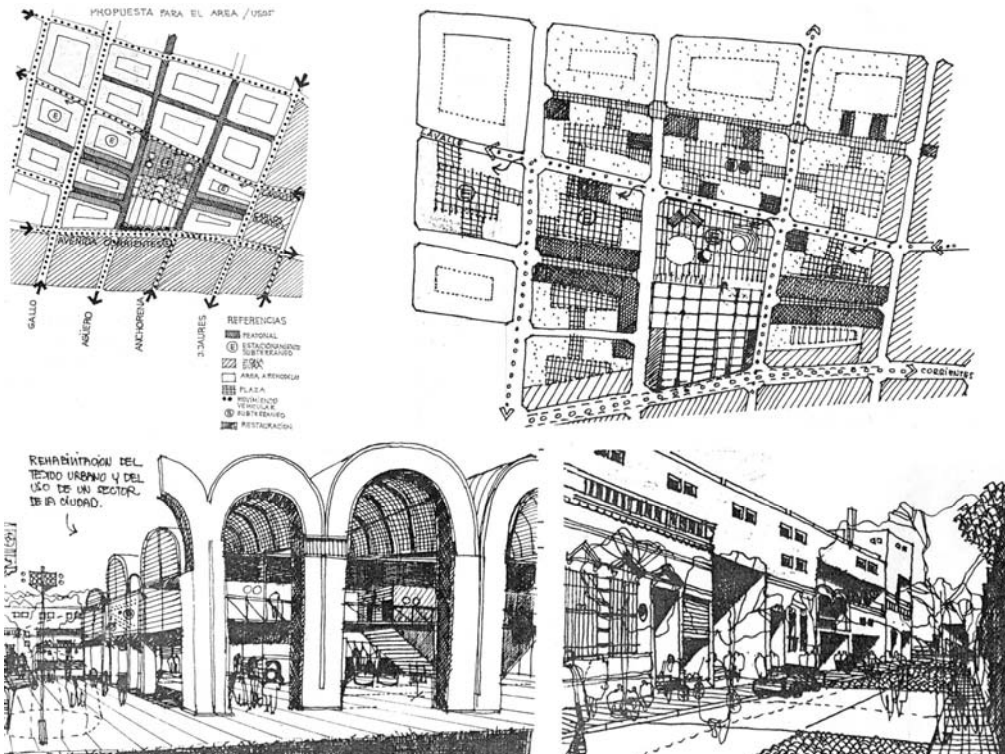 PROPUESTA PARA EL AREA / USOS
AVENIDA CORRIENTES
GALLO
AGÜERO
ANCHORENA
J. JAURES
REFERENCIAS
PEATONAL
E ESTACIONAMIENTO
SUBTERRANEO
AREA A REMODELAR
PLAZA
MOVIMIENTO
VEHICULAR
S SUBTERRANEO
RESTAURACION
CORRIENTES
REHABILITACION DEL
TEJIDO URBANO Y DEL
USO DE UN SECTOR
DE LA CIUDAD.